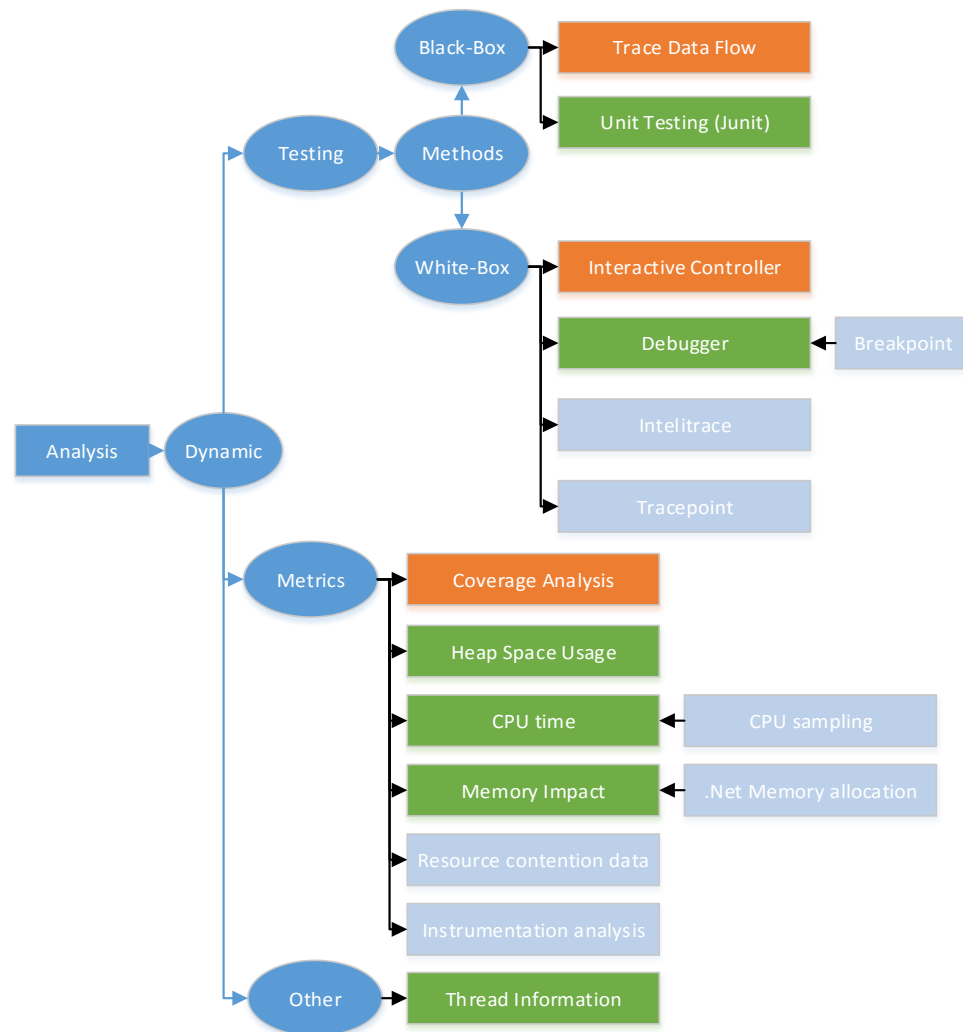 Black-Box
Trace Data Flow
Unit Testing (Junit)
Testing
Methods
White-Box
Interactive Controller
Debugger
Breakpoint
Intelitrace
Analysis
Dynamic
Tracepoint
Metrics
Coverage Analysis
Heap Space Usage
CPU time
CPU sampling
Memory Impact
.Net Memory allocation
Resource contention data
Instrumentation analysis
Other
Thread Information